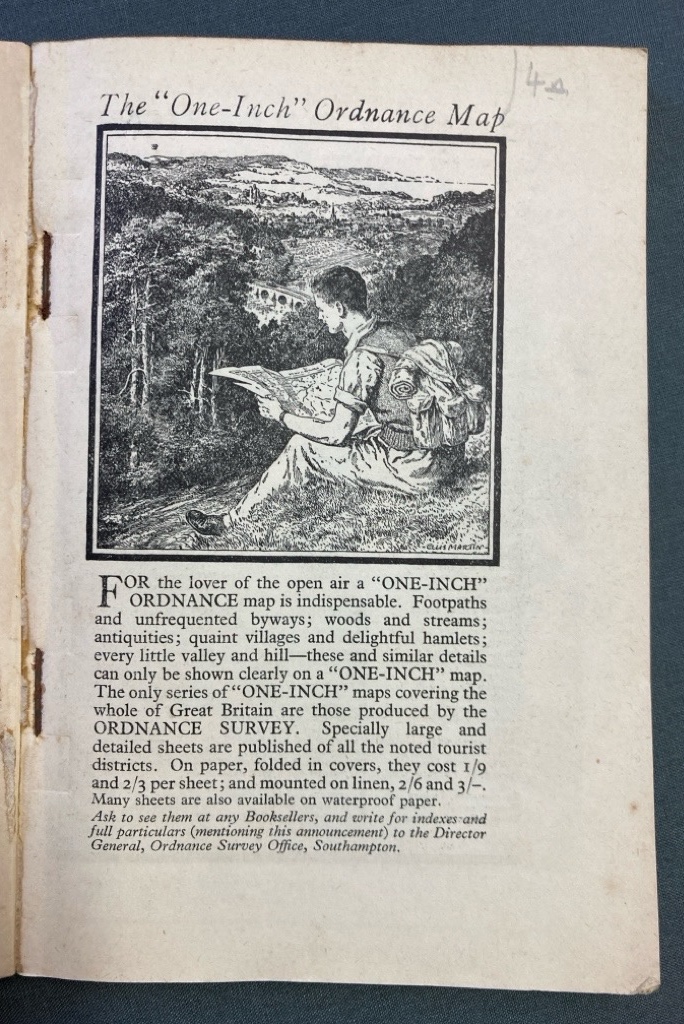 The "One-Inch" Ordnance Map
ELLIS MARTIN
FOR the lover of the open air a "ONE-INCH"
ORDNANCE map is indispensable. Footpaths
and unfrequented byways; woods and streams;
antiquities; quaint villages and delightful hamlets;
every little valley and hill—these and similar details
can only be shown clearly on a "ONE-INCH" map.
The only series of "ONE-INCH" maps covering the
whole of Great Britain are those produced by the
ORDNANCE SURVEY. Specially large and
detailed sheets are published of all the noted tourist
districts. On paper, folded in covers, they cost 1/9
and 2/3 per sheet; and mounted on linen, 2/6 and 3/-.
Many sheets are also available on waterproof paper.
Ask to see them at any Booksellers, and write for indexes and
full particulars (mentioning this announcement) to the Director
General, Ordnance Survey Office, Southampton.